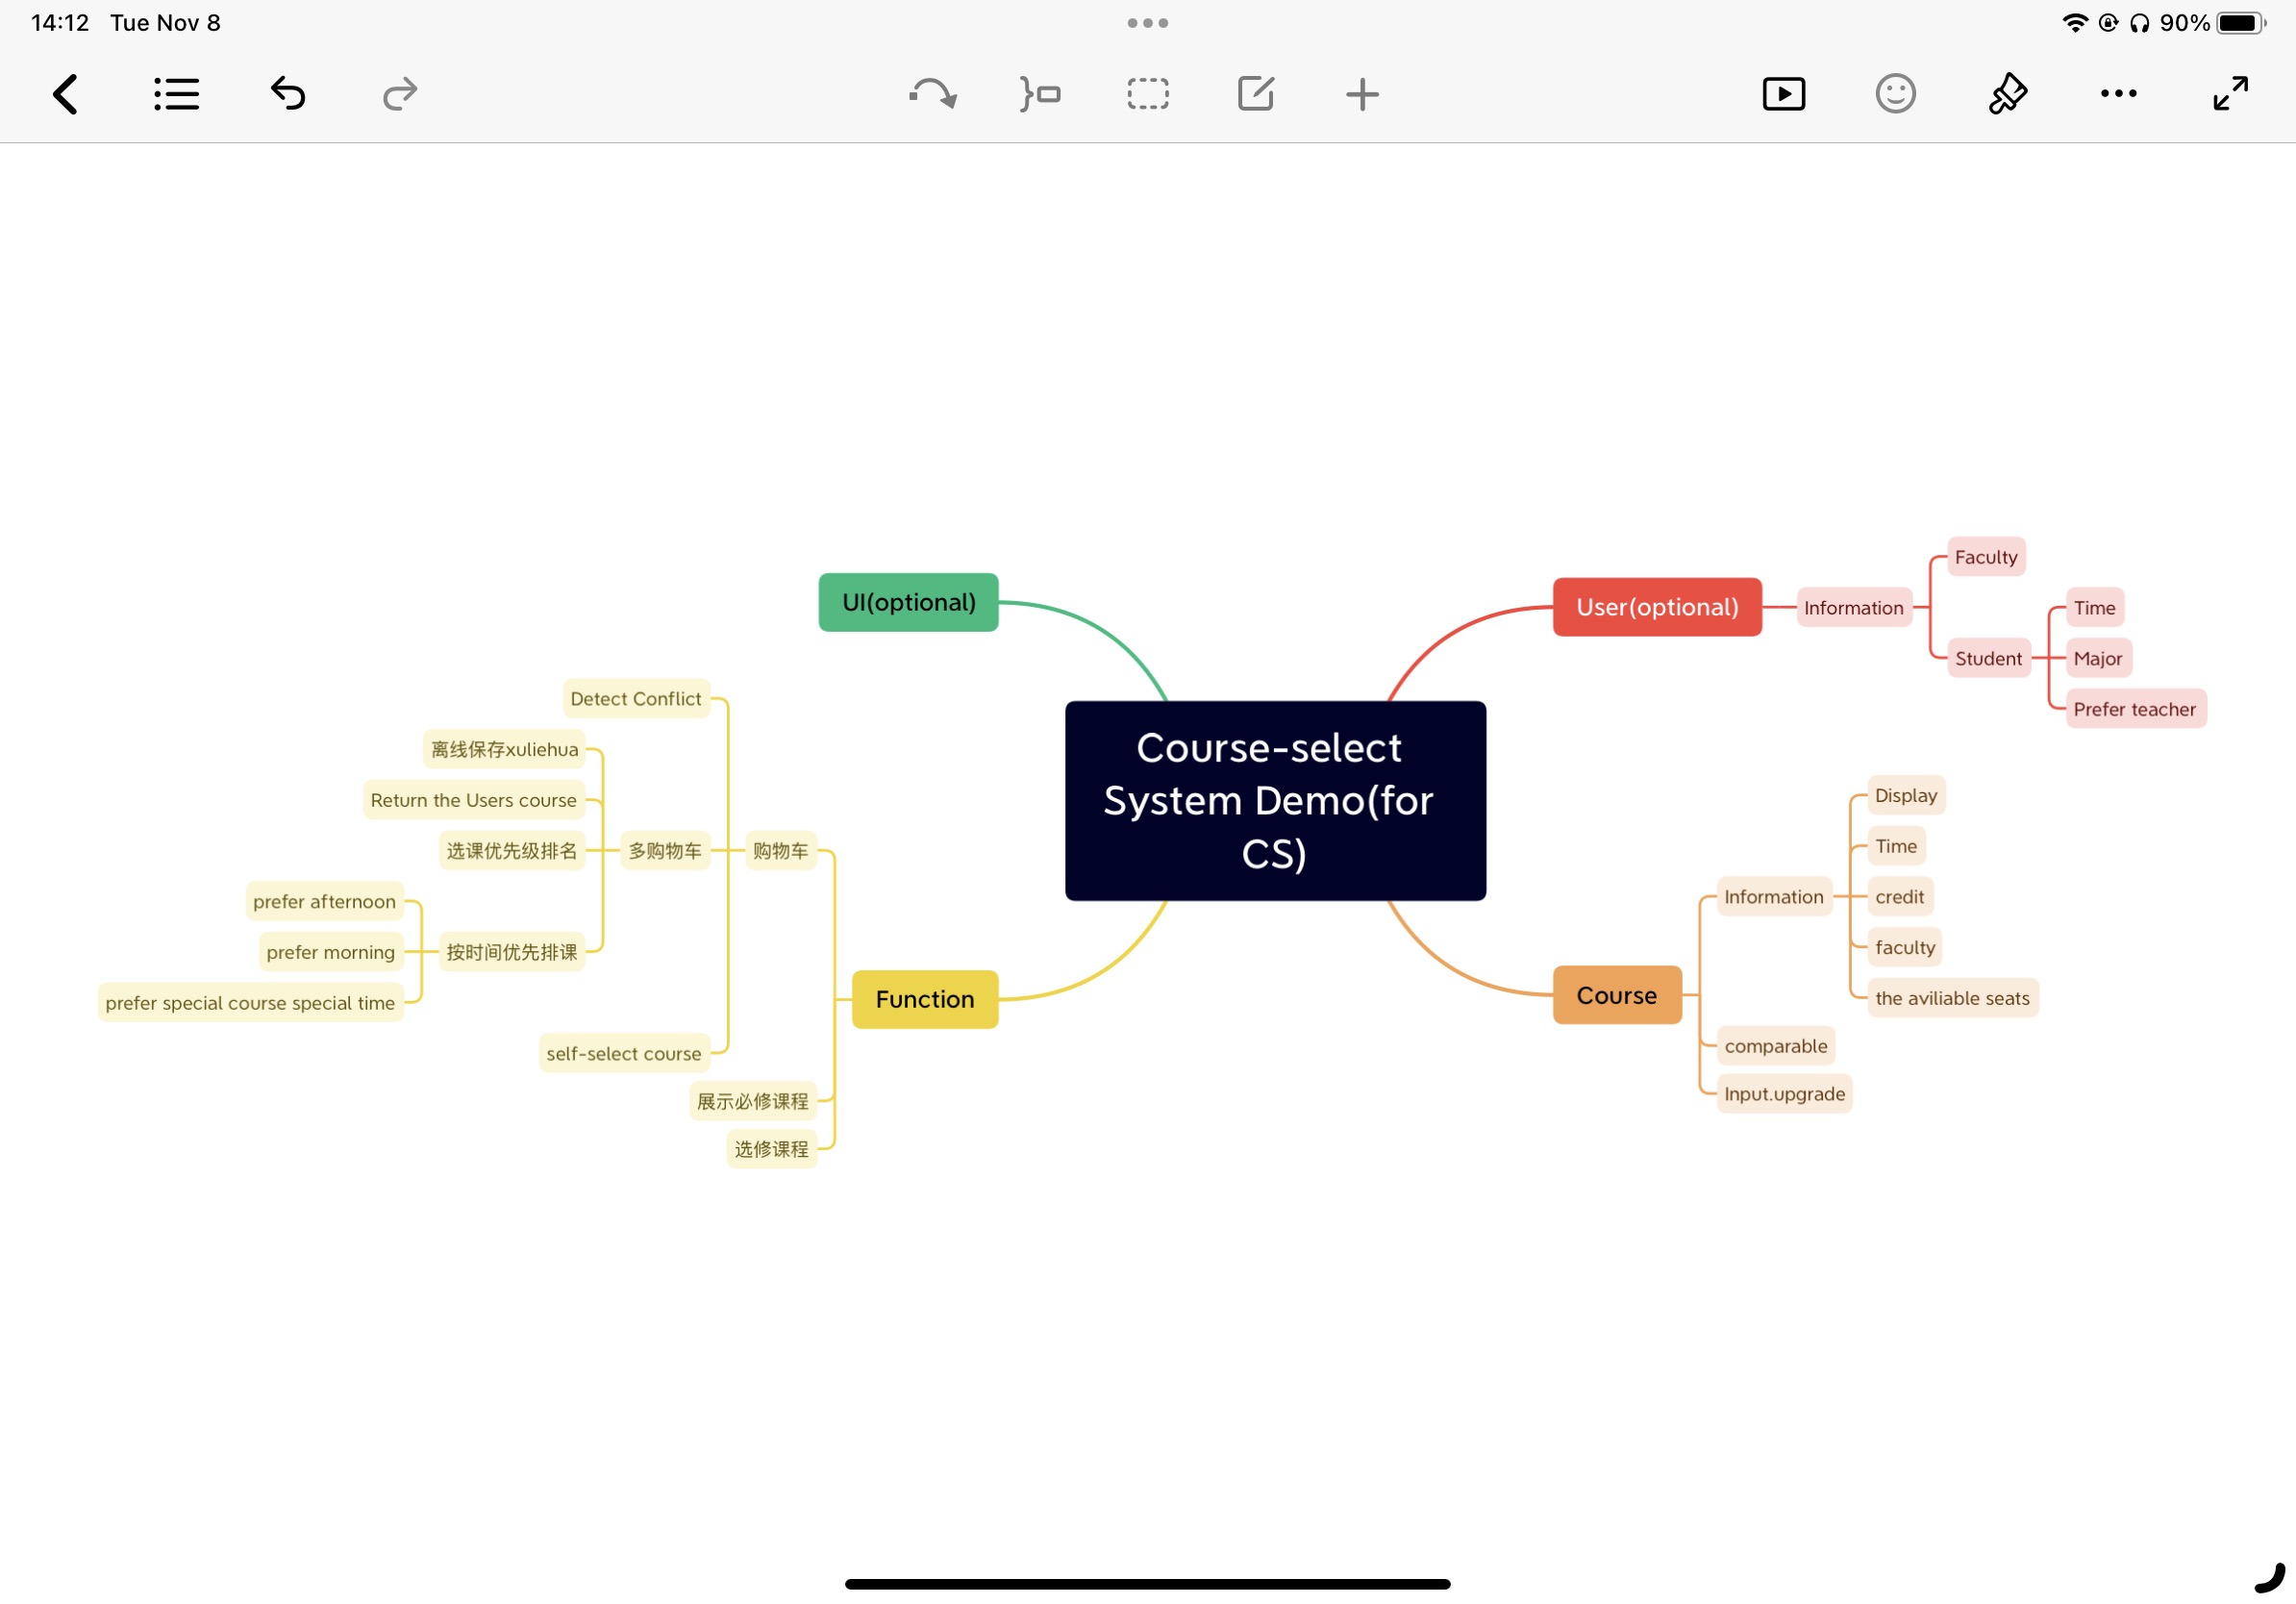 14:12 Tue Nov 8
90%
UI(optional)
User(optional)
Information
Faculty
Student
Time
Major
Prefer teacher
Course-select
System Demo(for
CS)
Detect Conflict
离线保存xuliehua
Return the Users course
选课优先级排名
多购物车
购物车
prefer afternoon
prefer morning
按时间优先排课
prefer special course special time
Function
self-select course
展示必修课程
选修课程
Course
Information
Display
Time
credit
faculty
the aviliable seats
comparable
Input.upgrade